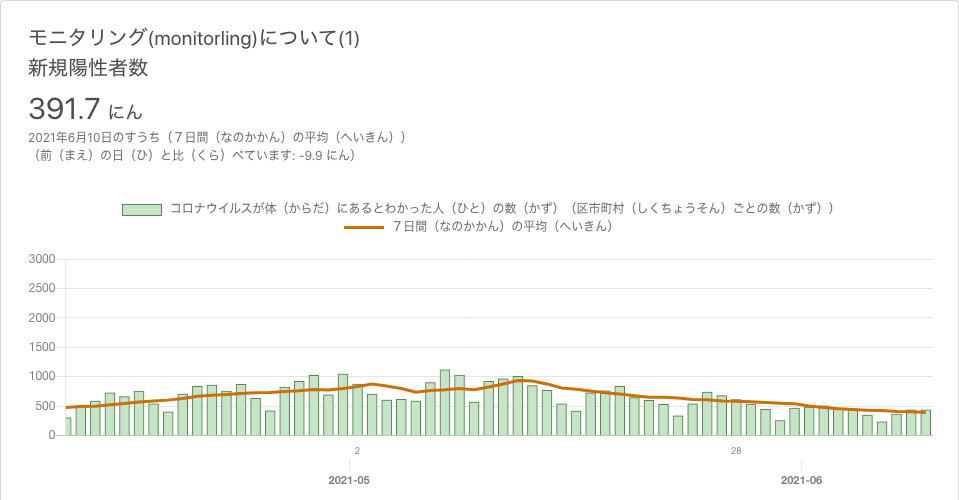 モニタリング(monitorling)について(1)
新規陽性者数
391.7 にん
2021年6月10日のすうち（７日間（なのかかん）の平均（へいきん））
（前（まえ）の日（ひ）と比（くら）べています: -9.9 にん）
コロナウイルスが体（からだ）にあるとわかった人（ひと）の数（かず）（区市町村（しくちょうそん）ごとの数（かず））
７日間（なのかかん）の平均（へいきん）
3000
2500
2000
1500
1000
500
0
2 28
2021-05 2021-06